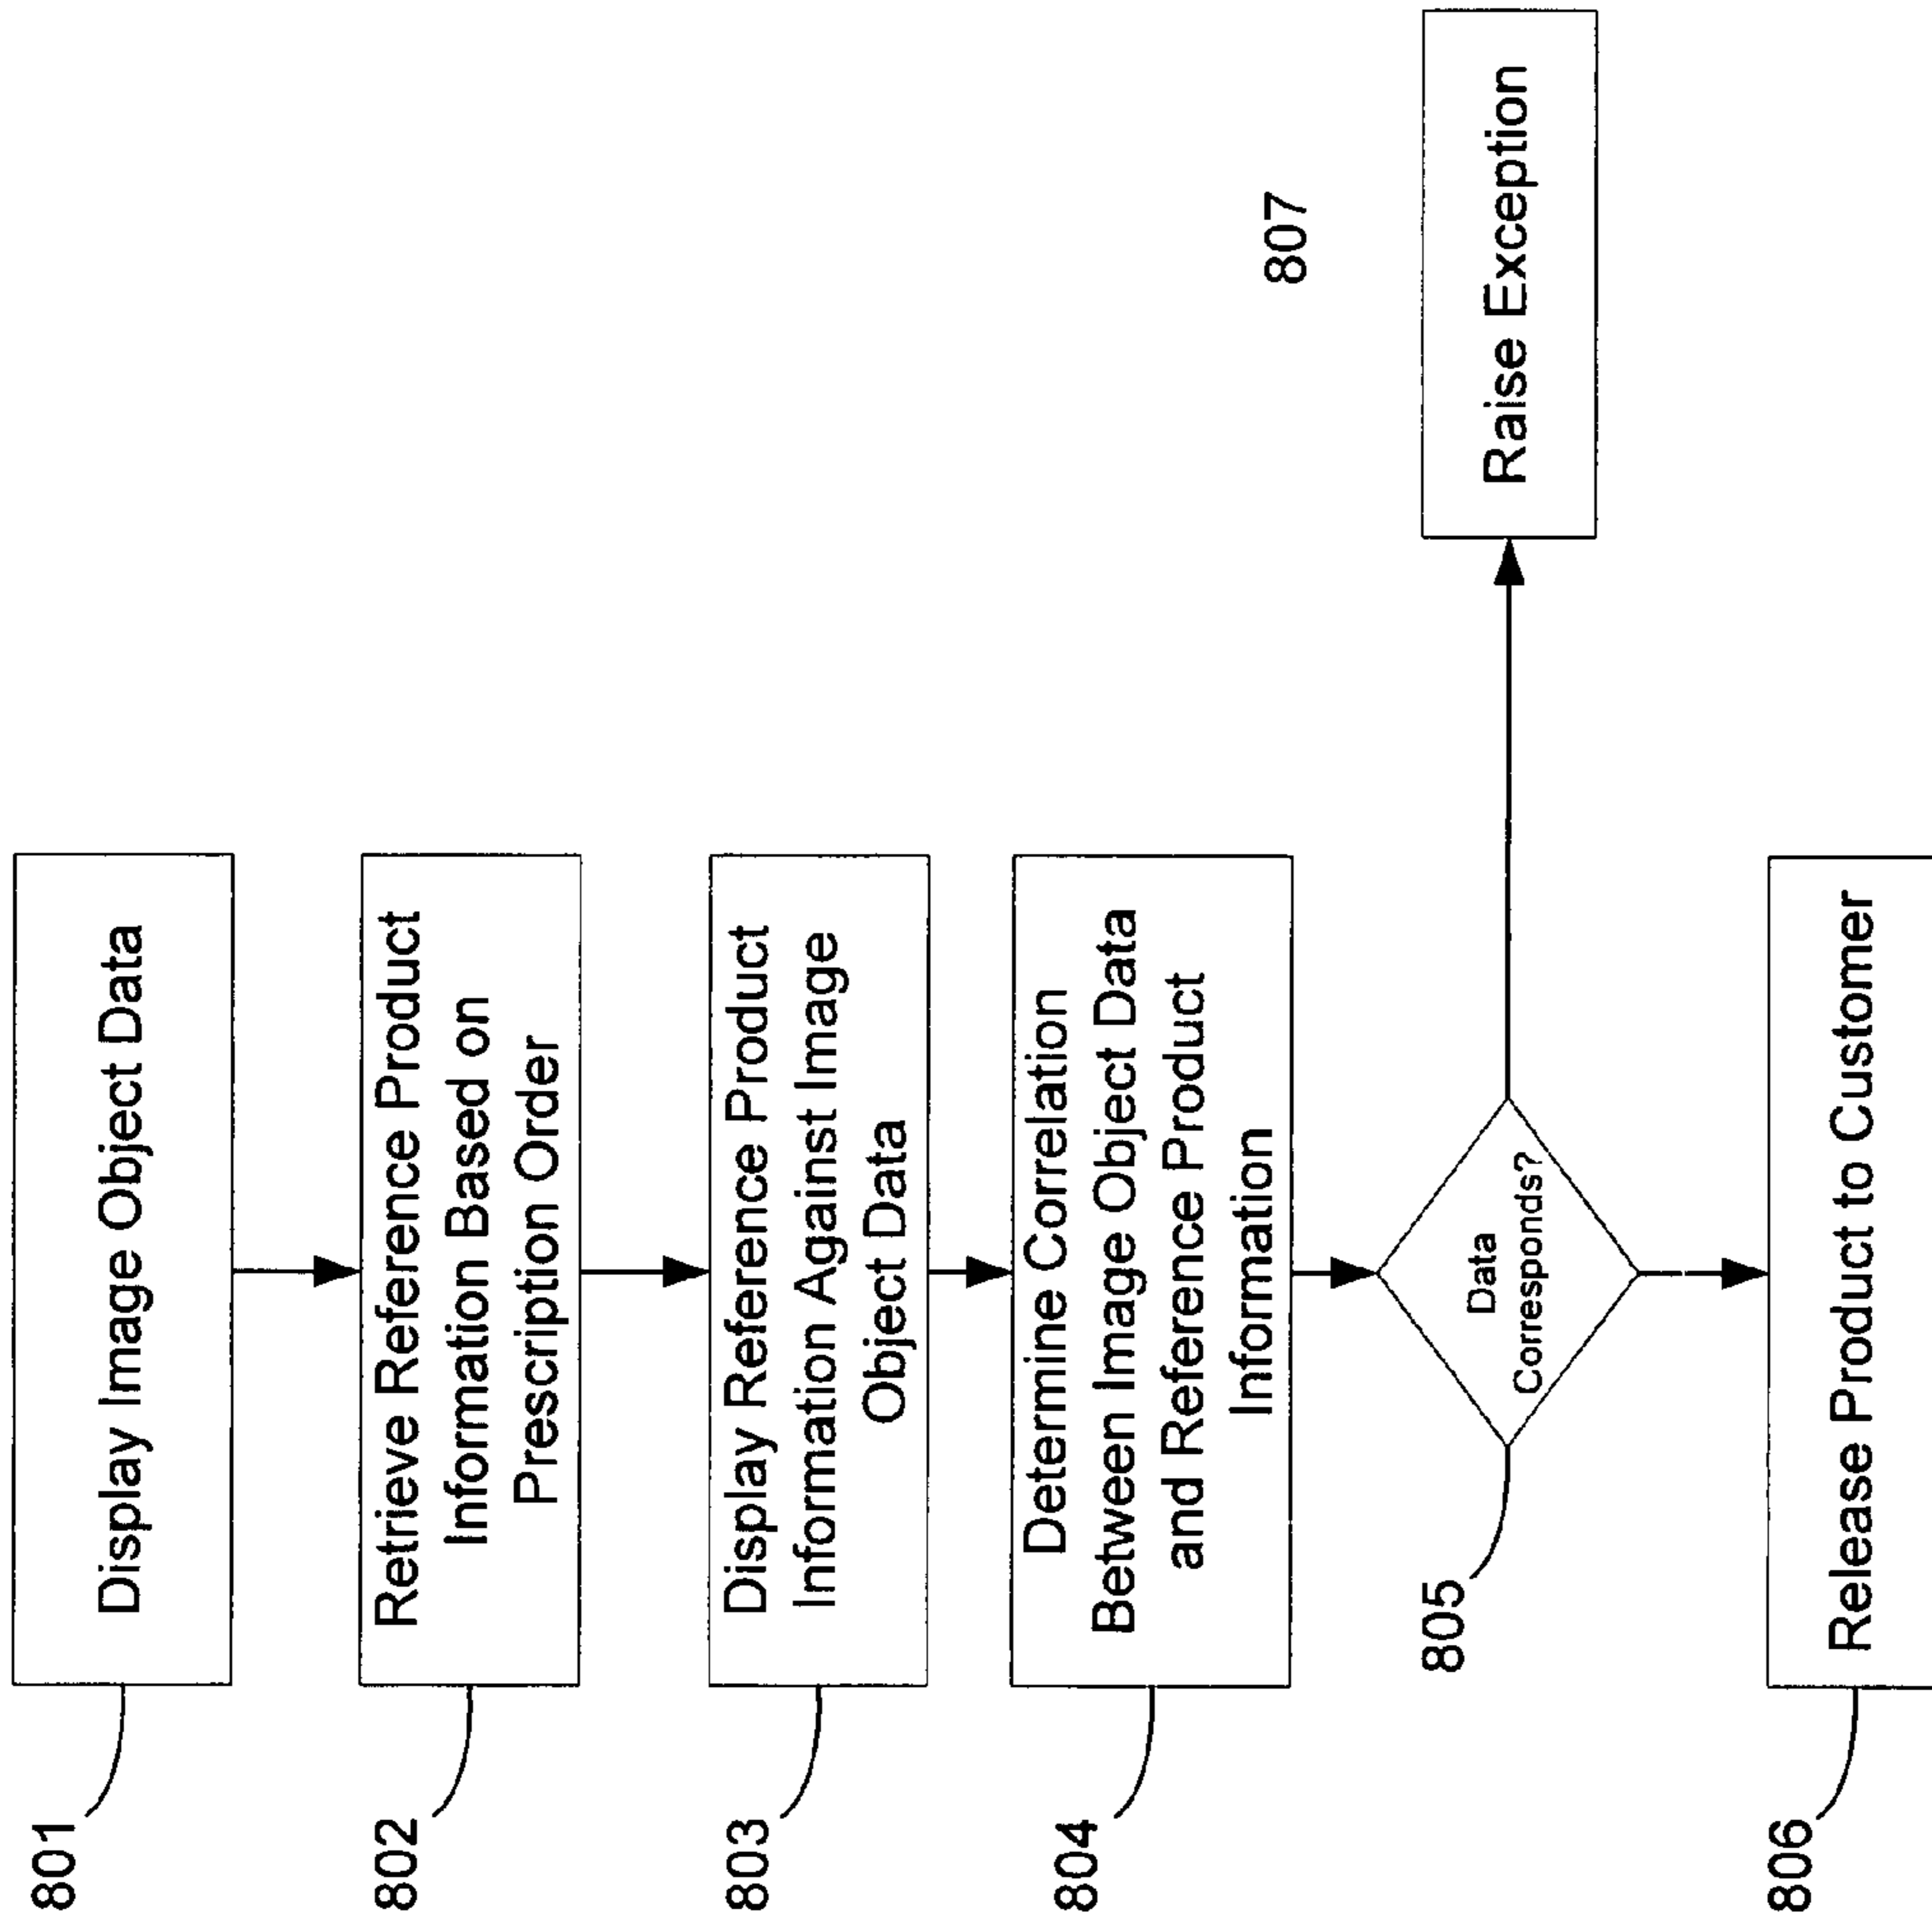 801
Display Image Object Data
802
Retrieve Reference Product
Information Based on
Prescription Order
803
Display Reference Product
Information Against Image
Object Data
804
Determine Correlation
Between Image Object Data
and Reference Product
Information
805
Data
Corresponds?
807
Raise Exception
806
Release Product to Customer